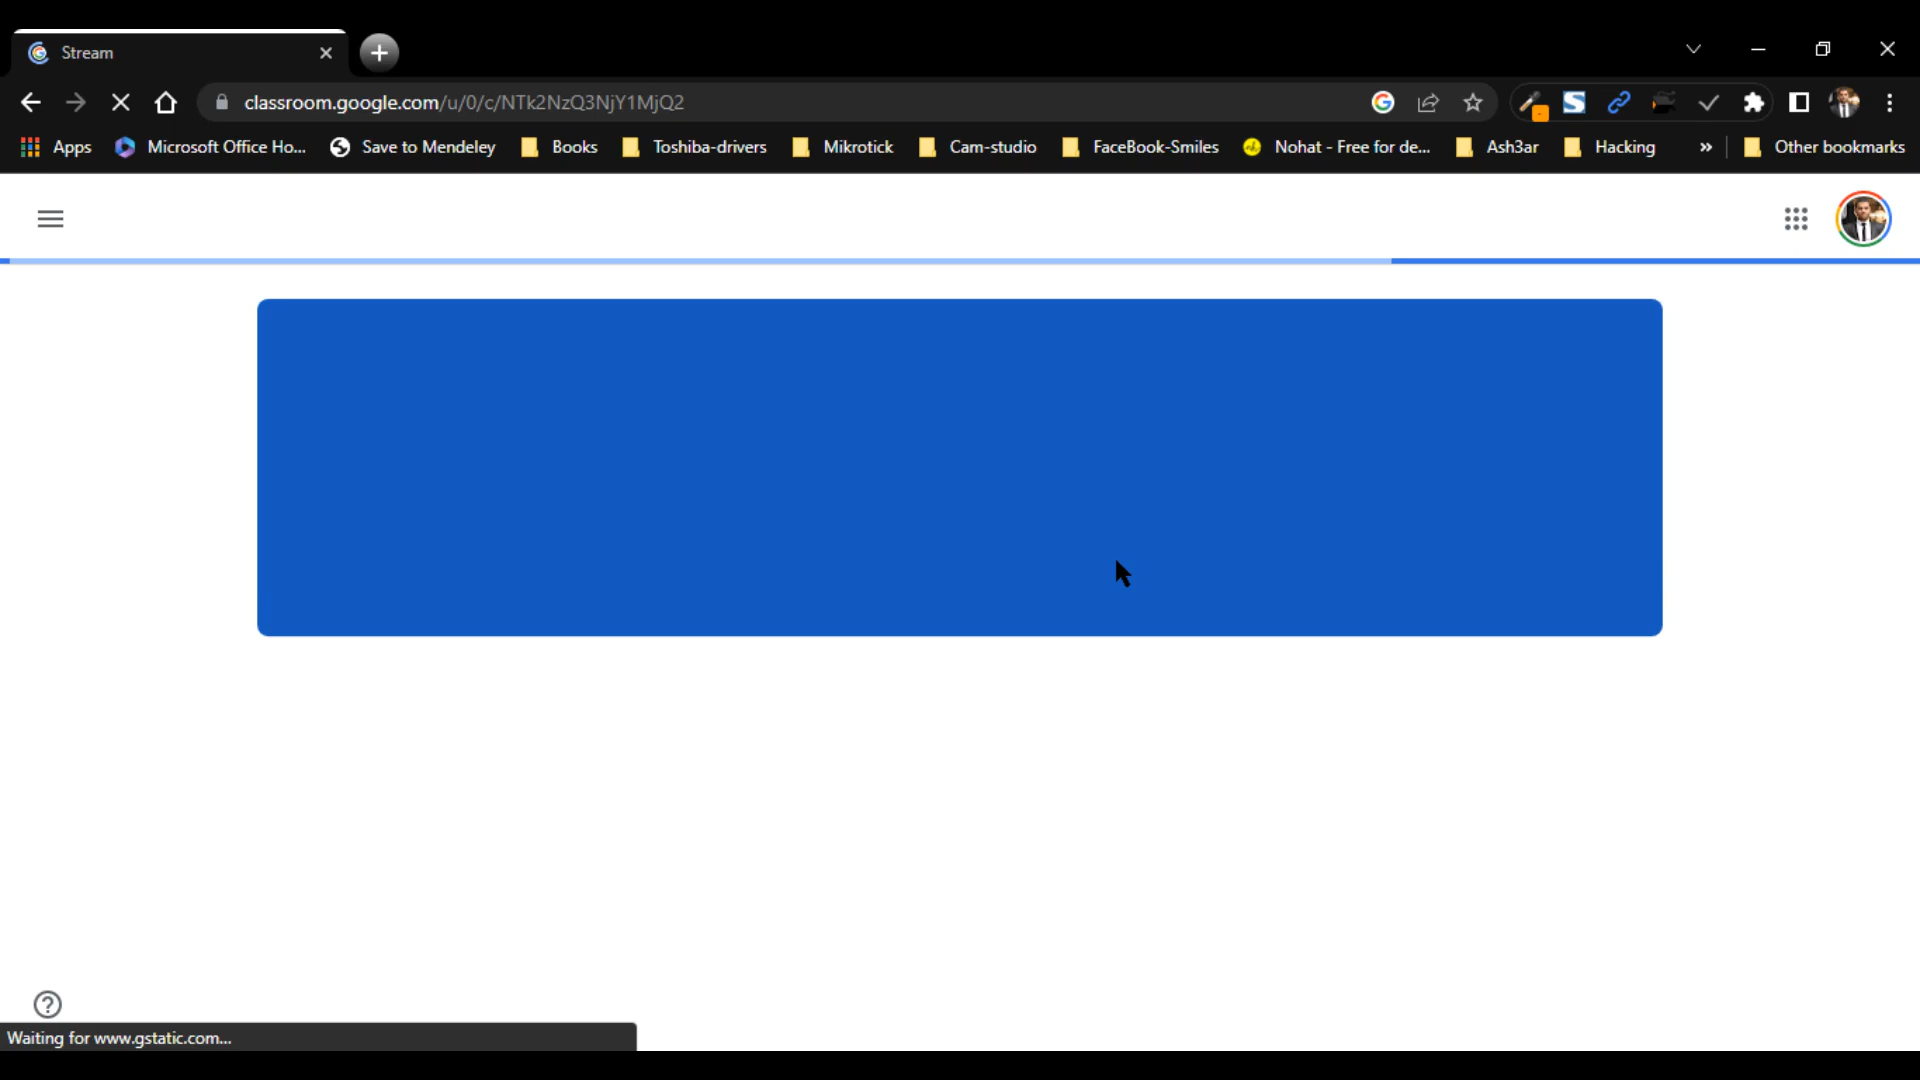 Stream
classroom.google.com/u/0/c/NTk2NzQ3NjY1MjQ2
Apps Microsoft Office Ho... Save to Mendeley Books Toshiba-drivers Mikrotick Cam-studio FaceBook-Smiles Nohat - Free for de... Ash3ar Hacking » Other bookmarks
Waiting for www.gstatic.com...